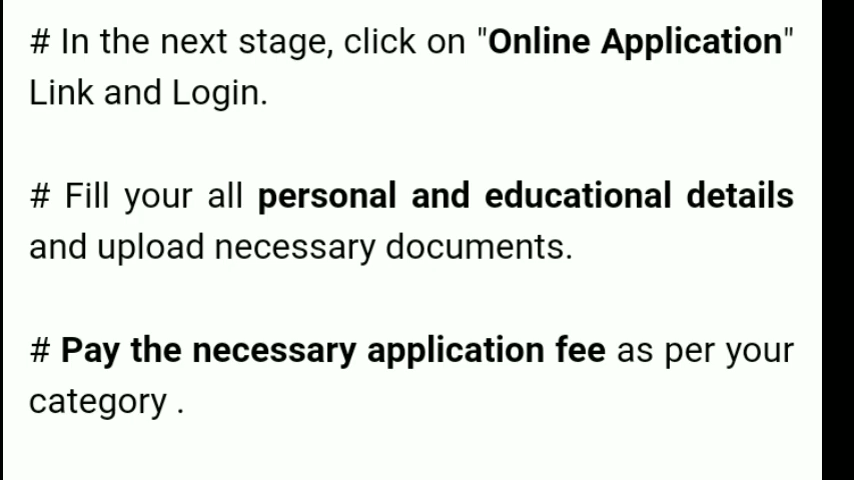 # In the next stage, click on "Online Application"
Link and Login.
# Fill your all personal and educational details
and upload necessary documents.
# Pay the necessary application fee as per your
category .